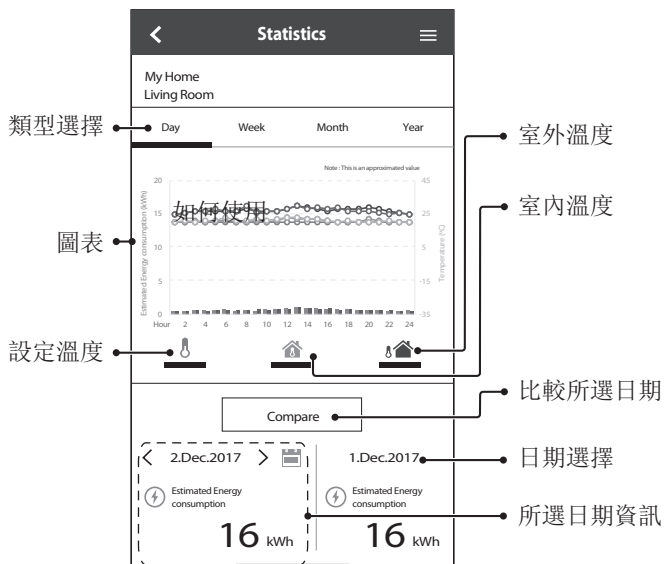 Statistics
My Home
Living Room
類型選擇
Day Week Month Year
室外溫度
Note : This is an approximated value
室內溫度
圖表
Estimated Energy consumption (kWh)
20
15
10
5
0
如何使用
45
25
5
-15
-35
Temperature (ºC)
Hour 2 4 6 8 10 12 14 16 18 20 22 24
設定溫度
比較所選日期
Compare
2.Dec.2017
1.Dec.2017
日期選擇
Estimated Energy
consumption
16 kWh
Estimated Energy
consumption
16 kWh
所選日期資訊